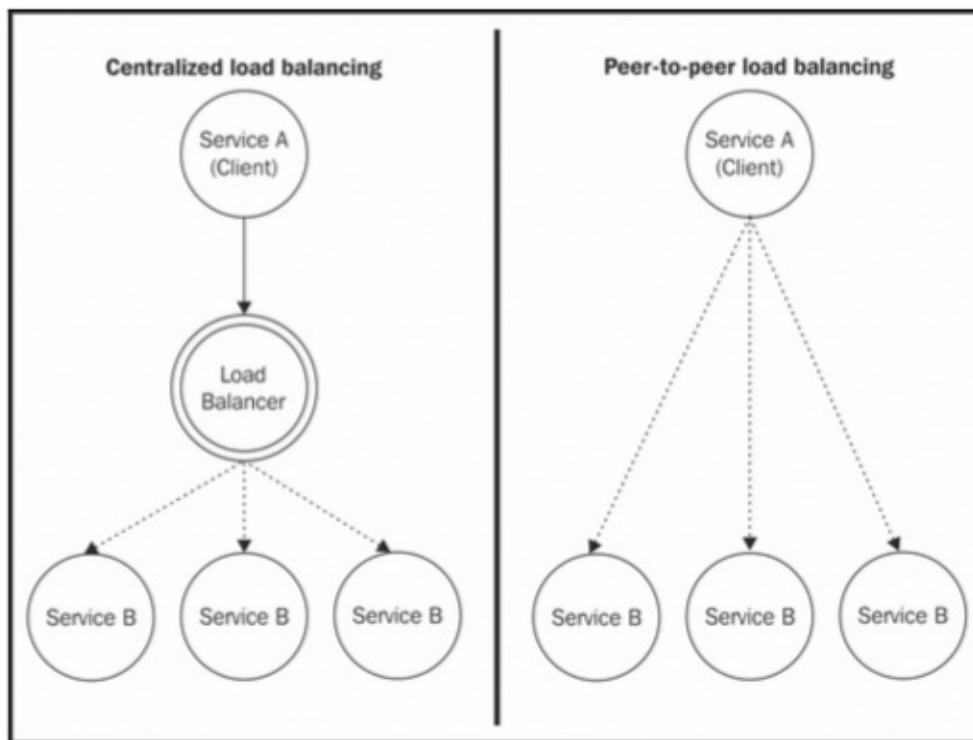 Centralized load balancing
Service A
(Client)
Load
Balancer
Service B
Service B
Service B
Peer-to-peer load balancing
Service A
(Client)
Service B
Service B
Service B